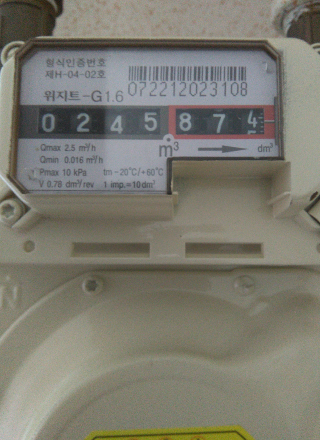 형식인증번호
제H-04-02호
위지트-G1.6
072212023108
0 2 4 5 8 7 4
Qmax 2.5 m³/h
Qmin 0.016 m³/h
m³
dm³
Pmax 10 kPa tm -20°C/+60°C
V 0.78 dm³/rev 1 imp.=10dm³